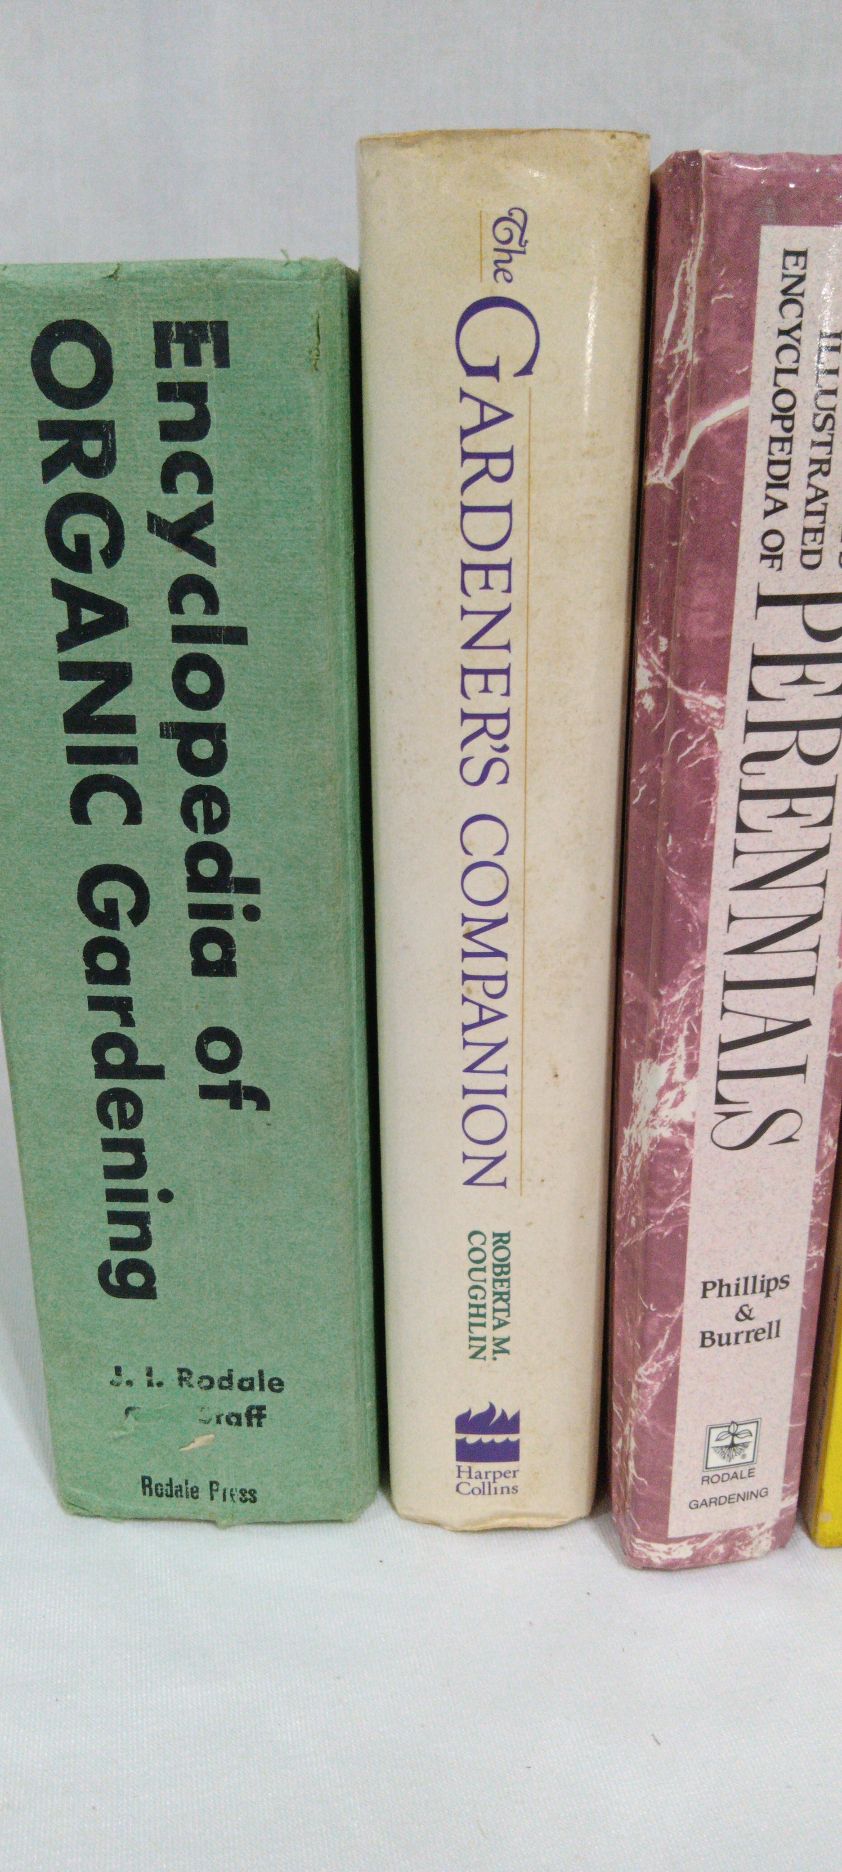 Encyclopedia of
ORGANIC Gardening
J. I. Rodale
Staff
Rodale Press
The GARDENER'S COMPANION
ROBERTA M.
COUGHLIN
Harper
Collins
ILLUSTRATED
ENCYCLOPEDIA OF
PERENNIALS
Phillips
&
Burrell
RODALE
GARDENING